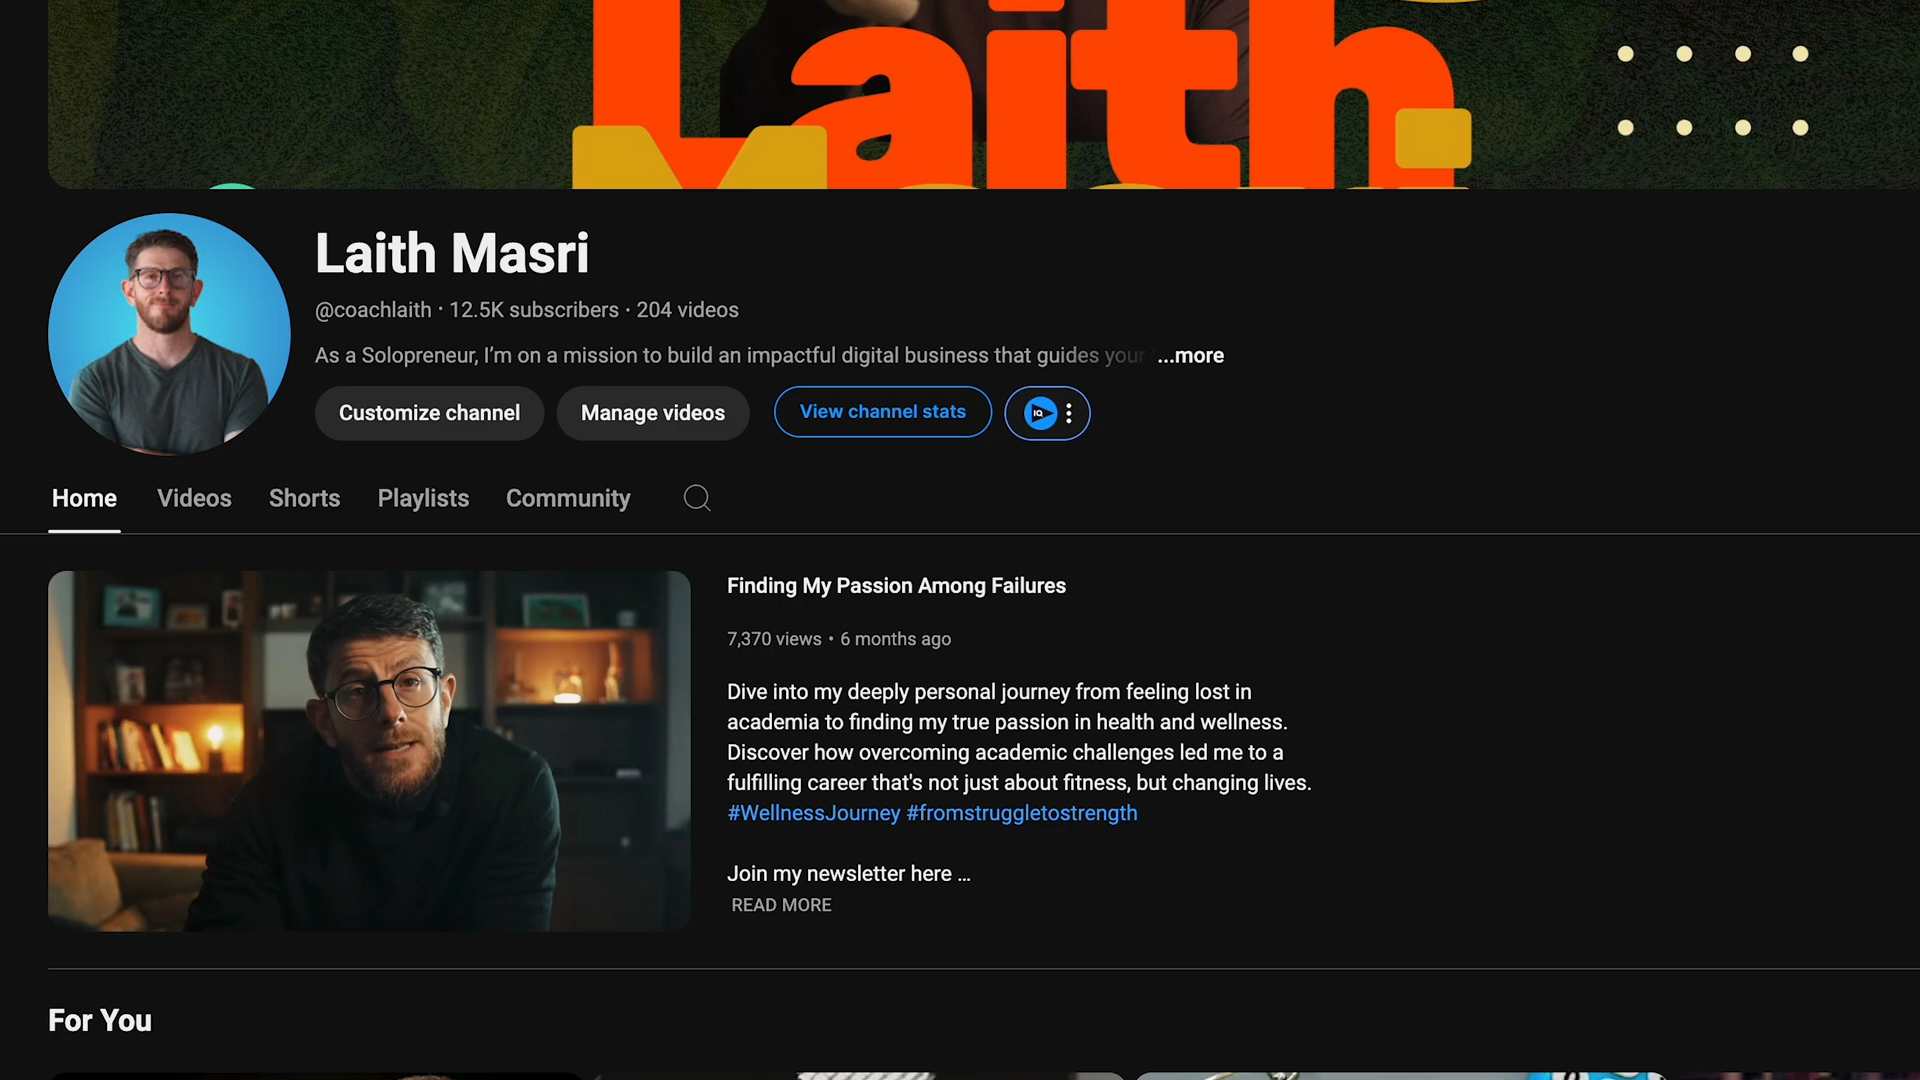 Laith
Laith Masri
@coachlaith · 12.5K subscribers · 204 videos
As a Solopreneur, I’m on a mission to build an impactful digital business that guides your ...more
Customize channel
Manage videos
View channel stats
IQ
Home
Videos
Shorts
Playlists
Community
Finding My Passion Among Failures
7,370 views • 6 months ago
Dive into my deeply personal journey from feeling lost in
academia to finding my true passion in health and wellness.
Discover how overcoming academic challenges led me to a
fulfilling career that's not just about fitness, but changing lives.
#WellnessJourney #fromstruggletostrength
Join my newsletter here ...
READ MORE
For You